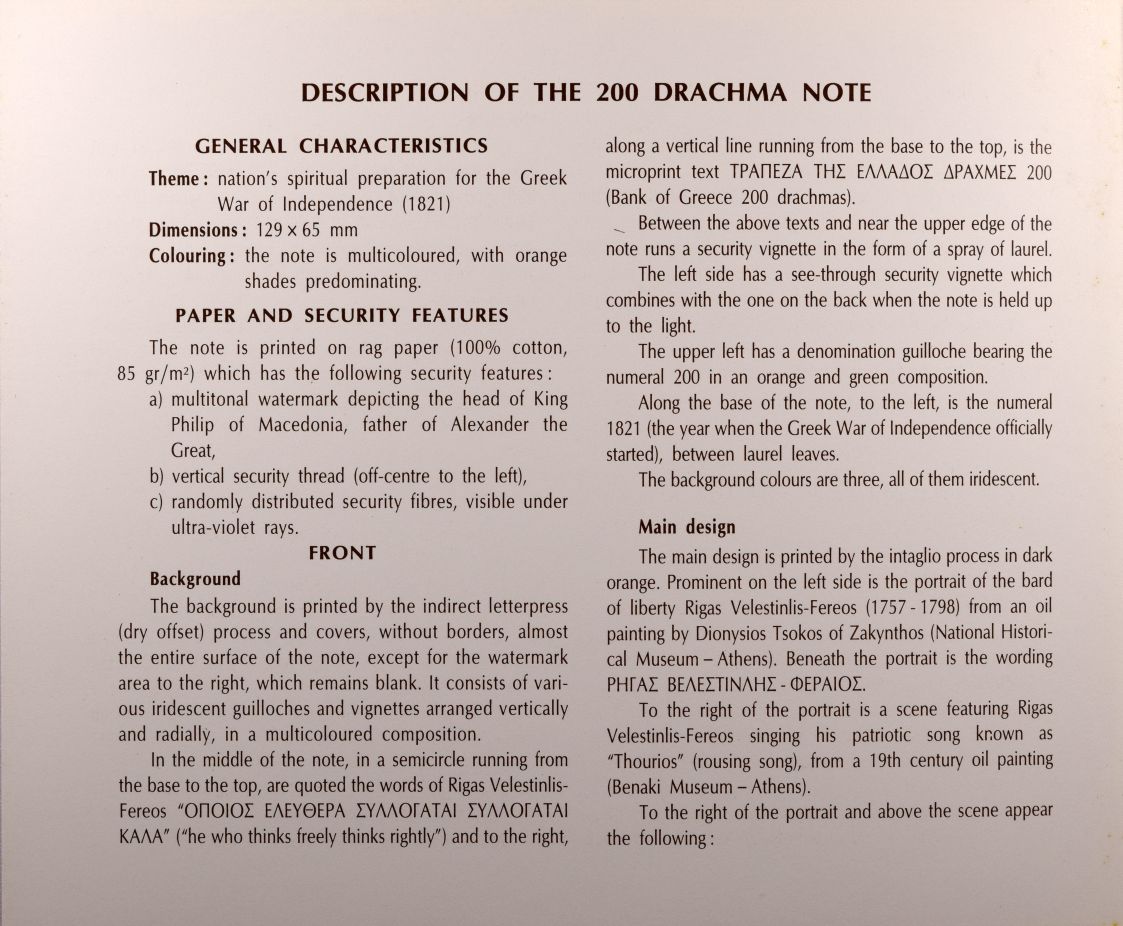 DESCRIPTION OF THE 200 DRACHMA NOTE
GENERAL CHARACTERISTICS
Theme : nation's spiritual preparation for the Greek
War of Independence (1821)
Dimensions : 129 × 65 mm
Colouring : the note is multicoloured, with orange
shades predominating.
PAPER AND SECURITY FEATURES
The note is printed on rag paper (100% cotton,
85 gr/m²) which has the following security features :
a) multitonal watermark depicting the head of King
Philip of Macedonia, father of Alexander the
Great,
b) vertical security thread (off-centre to the left),
c) randomly distributed security fibres, visible under
ultra-violet rays.
FRONT
Background
The background is printed by the indirect letterpress
(dry offset) process and covers, without borders, almost
the entire surface of the note, except for the watermark
area to the right, which remains blank. It consists of vari-
ous iridescent guilloches and vignettes arranged vertically
and radially, in a multicoloured composition.
In the middle of the note, in a semicircle running from
the base to the top, are quoted the words of Rigas Velestinlis-
Fereos “ΟΠΟΙΟΣ ΕΛΕΥΘΕΡΑ ΣΥΛΛΟΓΑΤΑΙ ΣΥΛΛΟΓΑΤΑΙ
ΚΑΛΑ” (“he who thinks freely thinks rightly”) and to the right,
along a vertical line running from the base to the top, is the
microprint text ΤΡΑΠΕΖΑ ΤΗΣ ΕΛΛΑΔΟΣ ΔΡΑΧΜΕΣ 200
(Bank of Greece 200 drachmas).
Between the above texts and near the upper edge of the
note runs a security vignette in the form of a spray of laurel.
The left side has a see-through security vignette which
combines with the one on the back when the note is held up
to the light.
The upper left has a denomination guilloche bearing the
numeral 200 in an orange and green composition.
Along the base of the note, to the left, is the numeral
1821 (the year when the Greek War of Independence officially
started), between laurel leaves.
The background colours are three, all of them iridescent.
Main design
The main design is printed by the intaglio process in dark
orange. Prominent on the left side is the portrait of the bard
of liberty Rigas Velestinlis-Fereos (1757 - 1798) from an oil
painting by Dionysios Tsokos of Zakynthos (National Histori-
cal Museum – Athens). Beneath the portrait is the wording
ΡΗΓΑΣ ΒΕΛΕΣΤΙΝΛΗΣ - ΦΕΡΑΙΟΣ.
To the right of the portrait is a scene featuring Rigas
Velestinlis-Fereos singing his patriotic song known as
“Thourios” (rousing song), from a 19th century oil painting
(Benaki Museum – Athens).
To the right of the portrait and above the scene appear
the following :